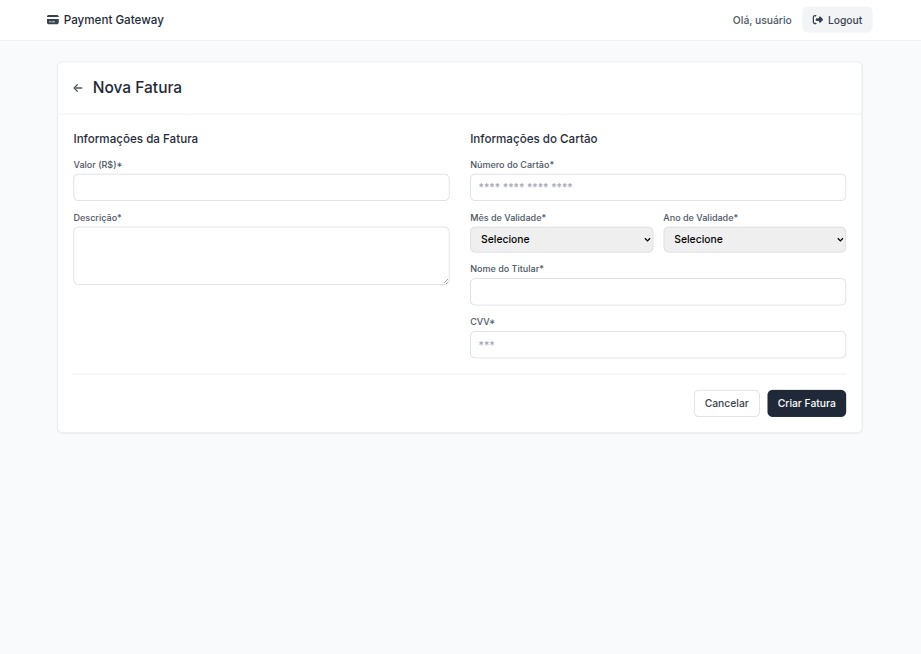 Payment Gateway
Olá, usuário
Logout
Nova Fatura
Informações da Fatura
Valor (R$)*
Descrição*
Informações do Cartão
Número do Cartão*
**** **** **** ****
Mês de Validade*
Ano de Validade*
Selecione
Selecione
Nome do Titular*
CVV*
***
Cancelar
Criar Fatura